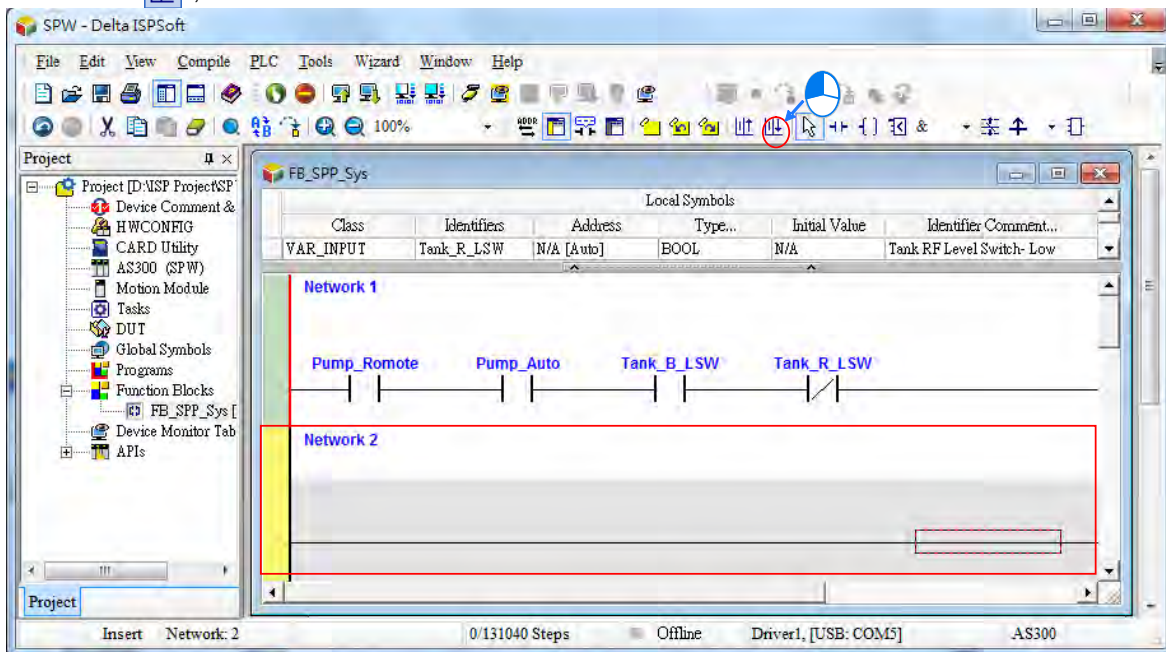 SPW - Delta ISPSoft
File Edit View Compile PLC Tools Wizard Window Help
100%
ADDR
&
Project
Project [D:\ISP Project\SP
Device Comment &
HWCONFIG
CARD Utility
AS300 (SPW)
Motion Module
Tasks
DUT
Global Symbols
Programs
Function Blocks
FB_SPP_Sys [
Device Monitor Tab
APIs
Project
FB_SPP_Sys
Local Symbols
Class Identifiers Address Type... Initial Value Identifier Comment...
VAR_INPUT Tank_R_LSW N/A [Auto] BOOL N/A Tank RF Level Switch- Low
Network 1
Pump_Romote Pump_Auto Tank_B_LSW Tank_R_LSW
Network 2
Insert Network: 2 0/131040 Steps Offline Driver1, [USB: COM5] AS300